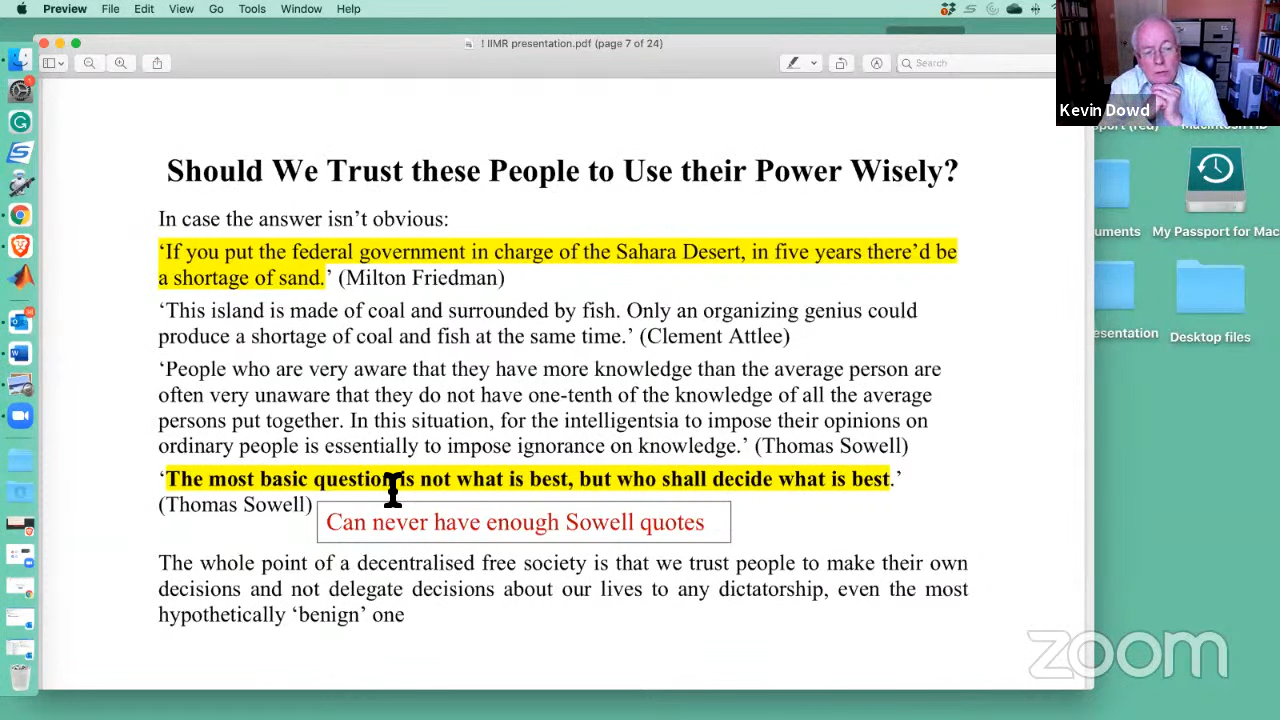 Preview File Edit View Go Tools Window Help
! IIMR presentation.pdf (page 7 of 24)
Search
Kevin Dowd
Should We Trust these People to Use their Power Wisely?
In case the answer isn’t obvious:
‘If you put the federal government in charge of the Sahara Desert, in five years there’d be
a shortage of sand.’ (Milton Friedman)
‘This island is made of coal and surrounded by fish. Only an organizing genius could
produce a shortage of coal and fish at the same time.’ (Clement Attlee)
‘People who are very aware that they have more knowledge than the average person are
often very unaware that they do not have one-tenth of the knowledge of all the average
persons put together. In this situation, for the intelligentsia to impose their opinions on
ordinary people is essentially to impose ignorance on knowledge.’ (Thomas Sowell)
‘The most basic question is not what is best, but who shall decide what is best.’
(Thomas Sowell)
Can never have enough Sowell quotes
The whole point of a decentralised free society is that we trust people to make their own
decisions and not delegate decisions about our lives to any dictatorship, even the most
hypothetically ‘benign’ one
uments
My Passport for Mac
esentation
Desktop files
zoom